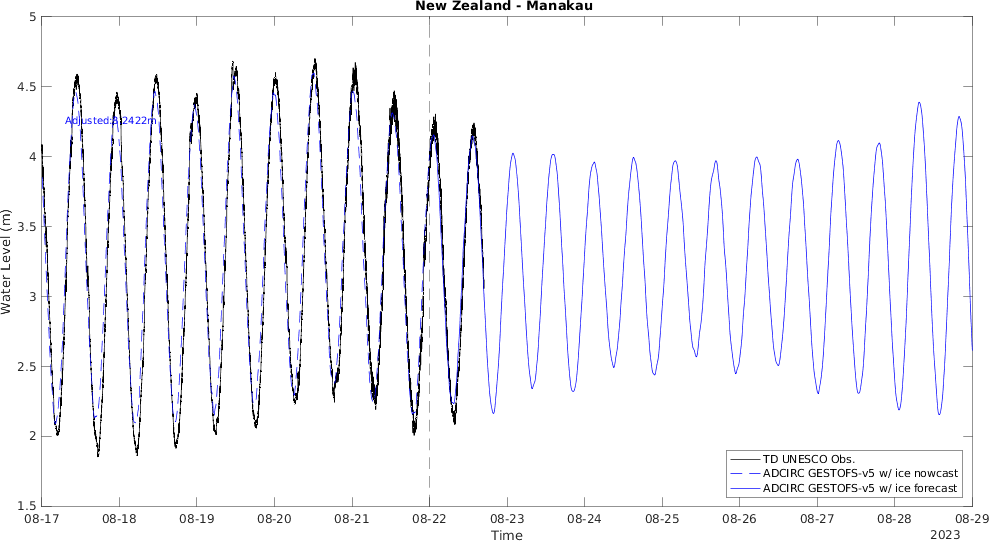 New Zealand - Manakau
Water Level (m)
5
4.5
4
3.5
3
2.5
2
1.5
Adjusted:3.2422m
TD UNESCO Obs.
ADCIRC GESTOFS-v5 w/ ice nowcast
ADCIRC GESTOFS-v5 w/ ice forecast
08-17 08-18 08-19 08-20 08-21 08-22 08-23 08-24 08-25 08-26 08-27 08-28 08-29
Time
2023